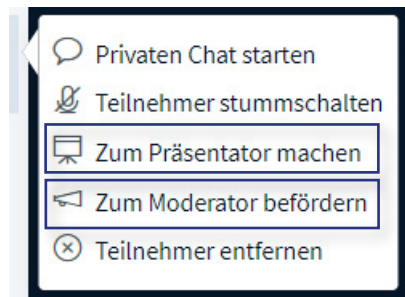 Privaten Chat starten
Teilnehmer stummschalten
Zum Präsentator machen
Zum Moderator befördern
Teilnehmer entfernen